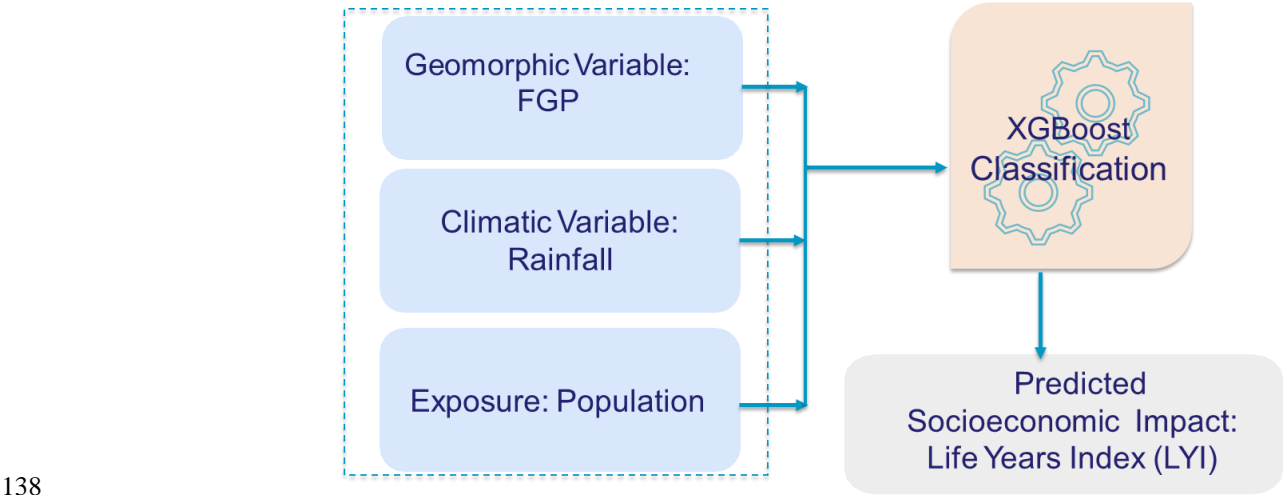 Geomorphic Variable:
FGP
Climatic Variable:
Rainfall
Exposure: Population
XGBoost
Classification
Predicted
Socioeconomic Impact:
Life Years Index (LYI)
138